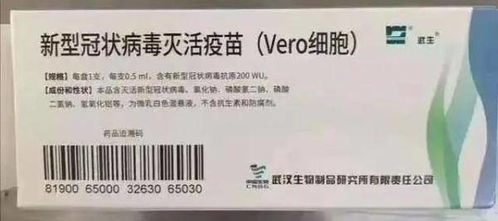 新型冠状病毒灭活疫苗（Vero细胞）
武生
【规格】每盒1支，每支0.5 ml，含有新型冠状病毒抗原200 WU。
【成份和性状】本品含灭活新型冠状病毒、氯化钠、磷酸氢二钠、磷酸
二氢钠、氢氧化铝等，为微乳白色混悬液，不含抗生素和防腐剂。
药品追溯码
81900 65000 32630 65030
中国生物
CNBG
武汉生物制品研究所有限责任公司